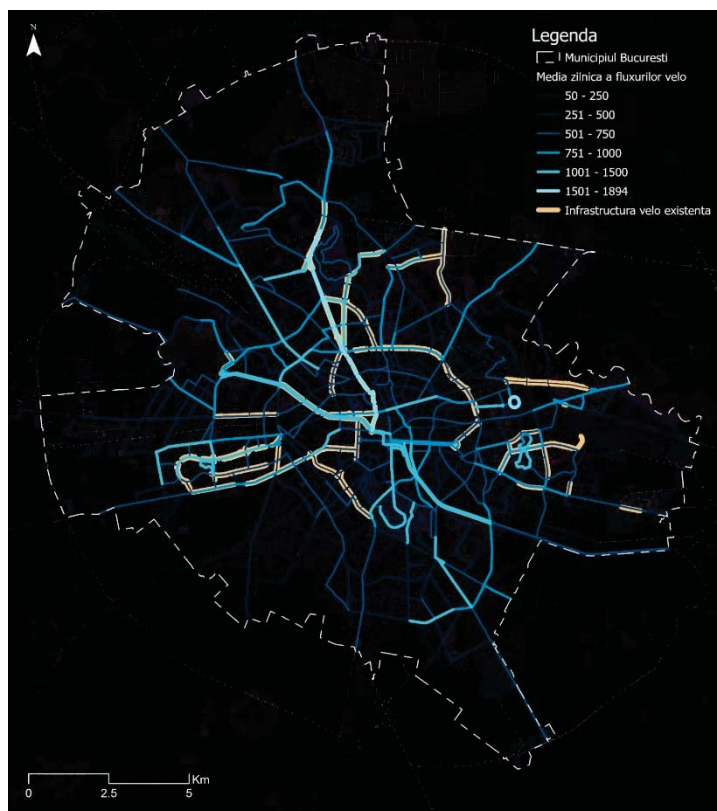 N
Legenda
Municipiul Bucuresti
Media zilnica a fluxurilor velo
50 - 250
251 - 500
501 - 750
751 - 1000
1001 - 1500
1501 - 1894
Infrastructura velo existenta
Km
0 2.5 5